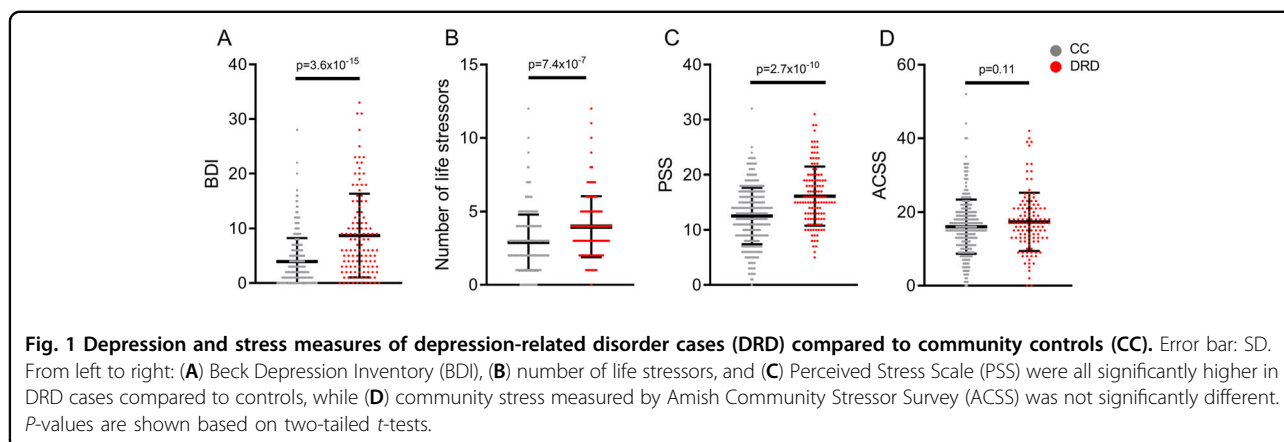 A
B
C
D
CC
DRD
p=3.6x10-15
p=7.4x10-7
p=2.7x10-10
p=0.11
BDI
40
30
20
10
0
Number of life stressors
15
10
5
0
PSS
40
30
20
10
0
ACSS
60
40
20
0
Fig. 1 Depression and stress measures of depression-related disorder cases (DRD) compared to community controls (CC). Error bar: SD.
From left to right: (A) Beck Depression Inventory (BDI), (B) number of life stressors, and (C) Perceived Stress Scale (PSS) were all significantly higher in
DRD cases compared to controls, while (D) community stress measured by Amish Community Stressor Survey (ACSS) was not significantly different.
P-values are shown based on two-tailed t-tests.